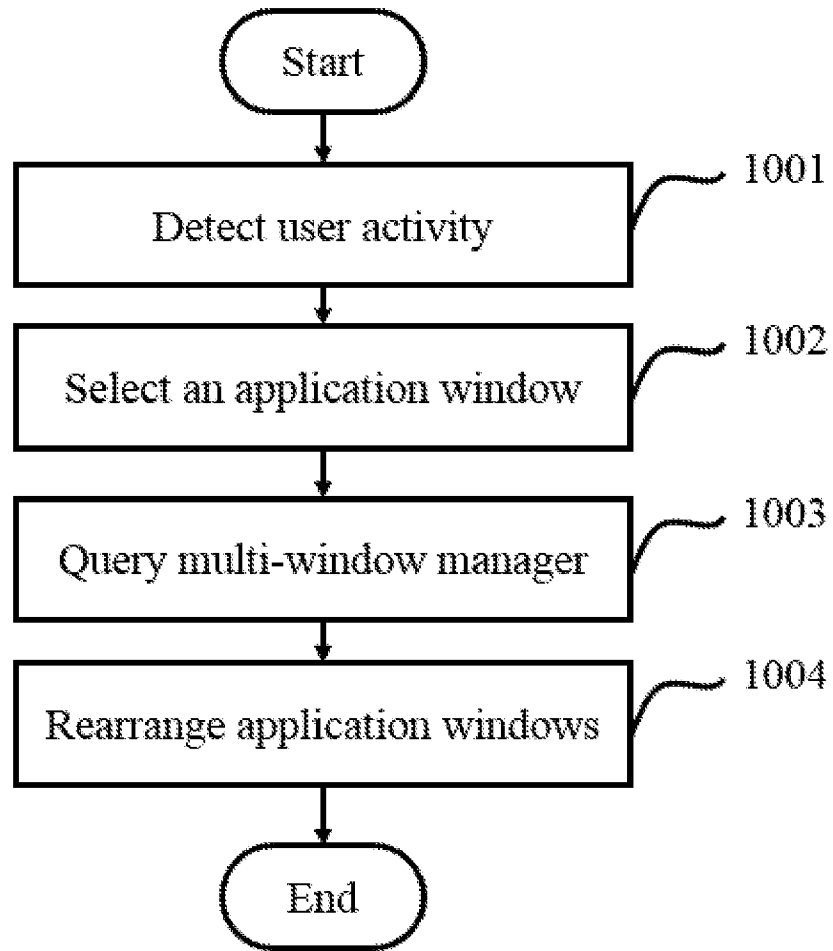 Start
1001
Detect user activity
1002
Select an application window
1003
Query multi-window manager
1004
Rearrange application windows
End